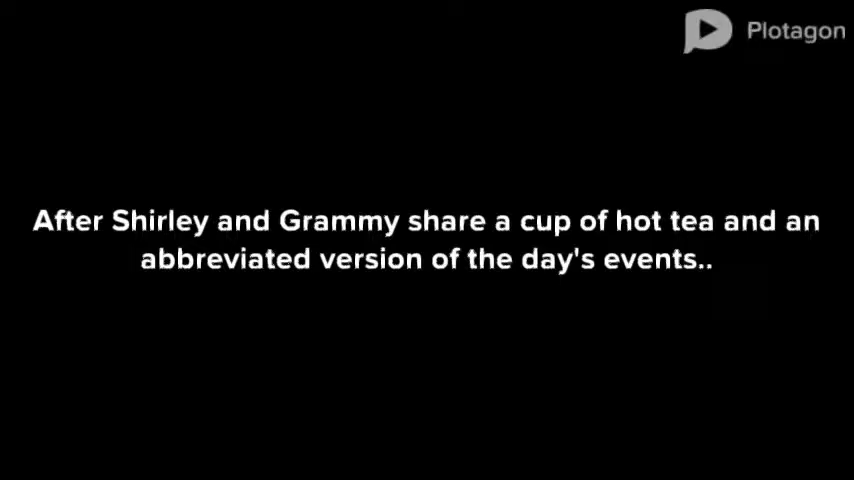 Plotagon
After Shirley and Grammy share a cup of hot tea and an
abbreviated version of the day's events..